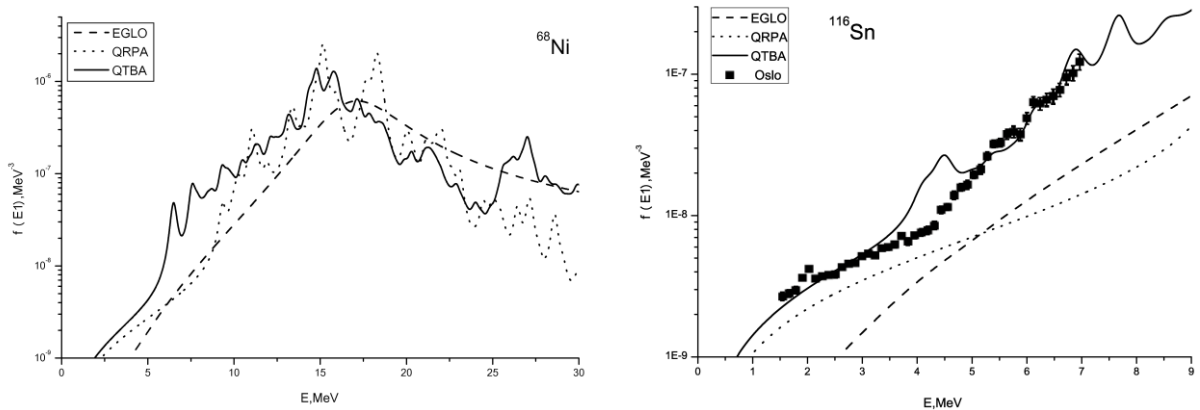 EGLO
QRPA
QTBA
68Ni
10^-6
10^-7
10^-8
10^-9
f (E1),MeV^-3
0 5 10 15 20 25 30
E,MeV
EGLO
QRPA
QTBA
Oslo
116Sn
1E-7
1E-8
1E-9
f (E1),MeV^-3
0 1 2 3 4 5 6 7 8 9
E,MeV